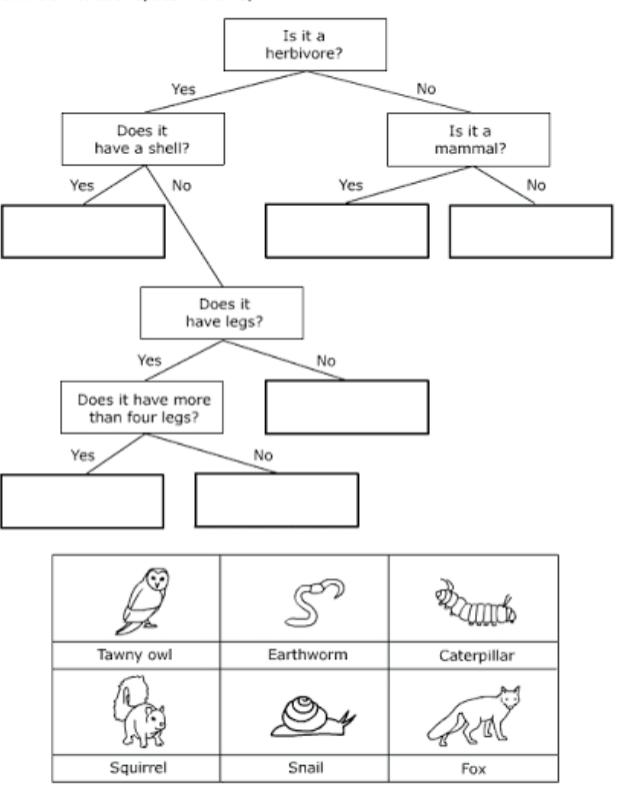 Is it a
herbivore?
Yes
No
Does it
have a shell?
Is it a
mammal?
Yes
No
Yes
No
Does it
have legs?
Yes
No
Does it have more
than four legs?
Yes
No
Tawny owl
Earthworm
Caterpillar
Squirrel
Snail
Fox